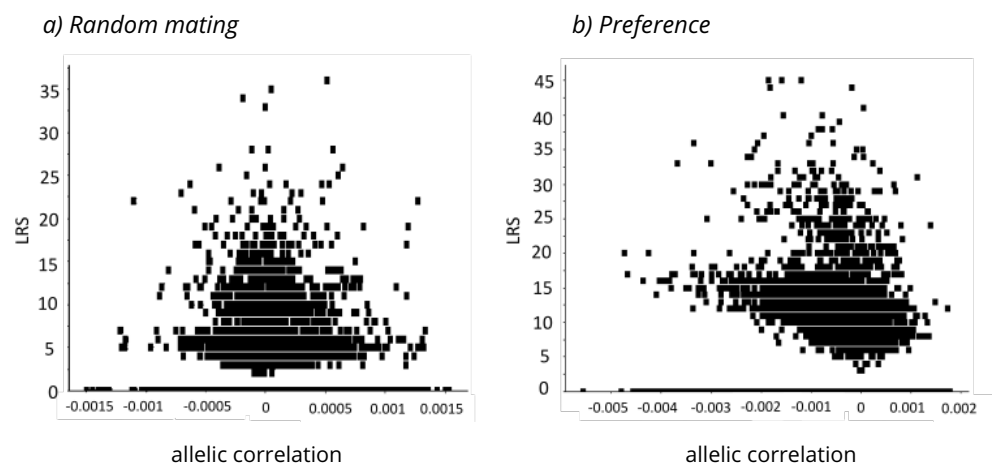 a) Random mating
35
30
25
20
15
10
5
0
LRS
-0.0015 -0.001 -0.0005 0 0.0005 0.001 0.0015
allelic correlation
b) Preference
45
40
35
30
25
20
15
10
5
0
LRS
-0.005 -0.004 -0.003 -0.002 -0.001 0 0.001 0.002
allelic correlation